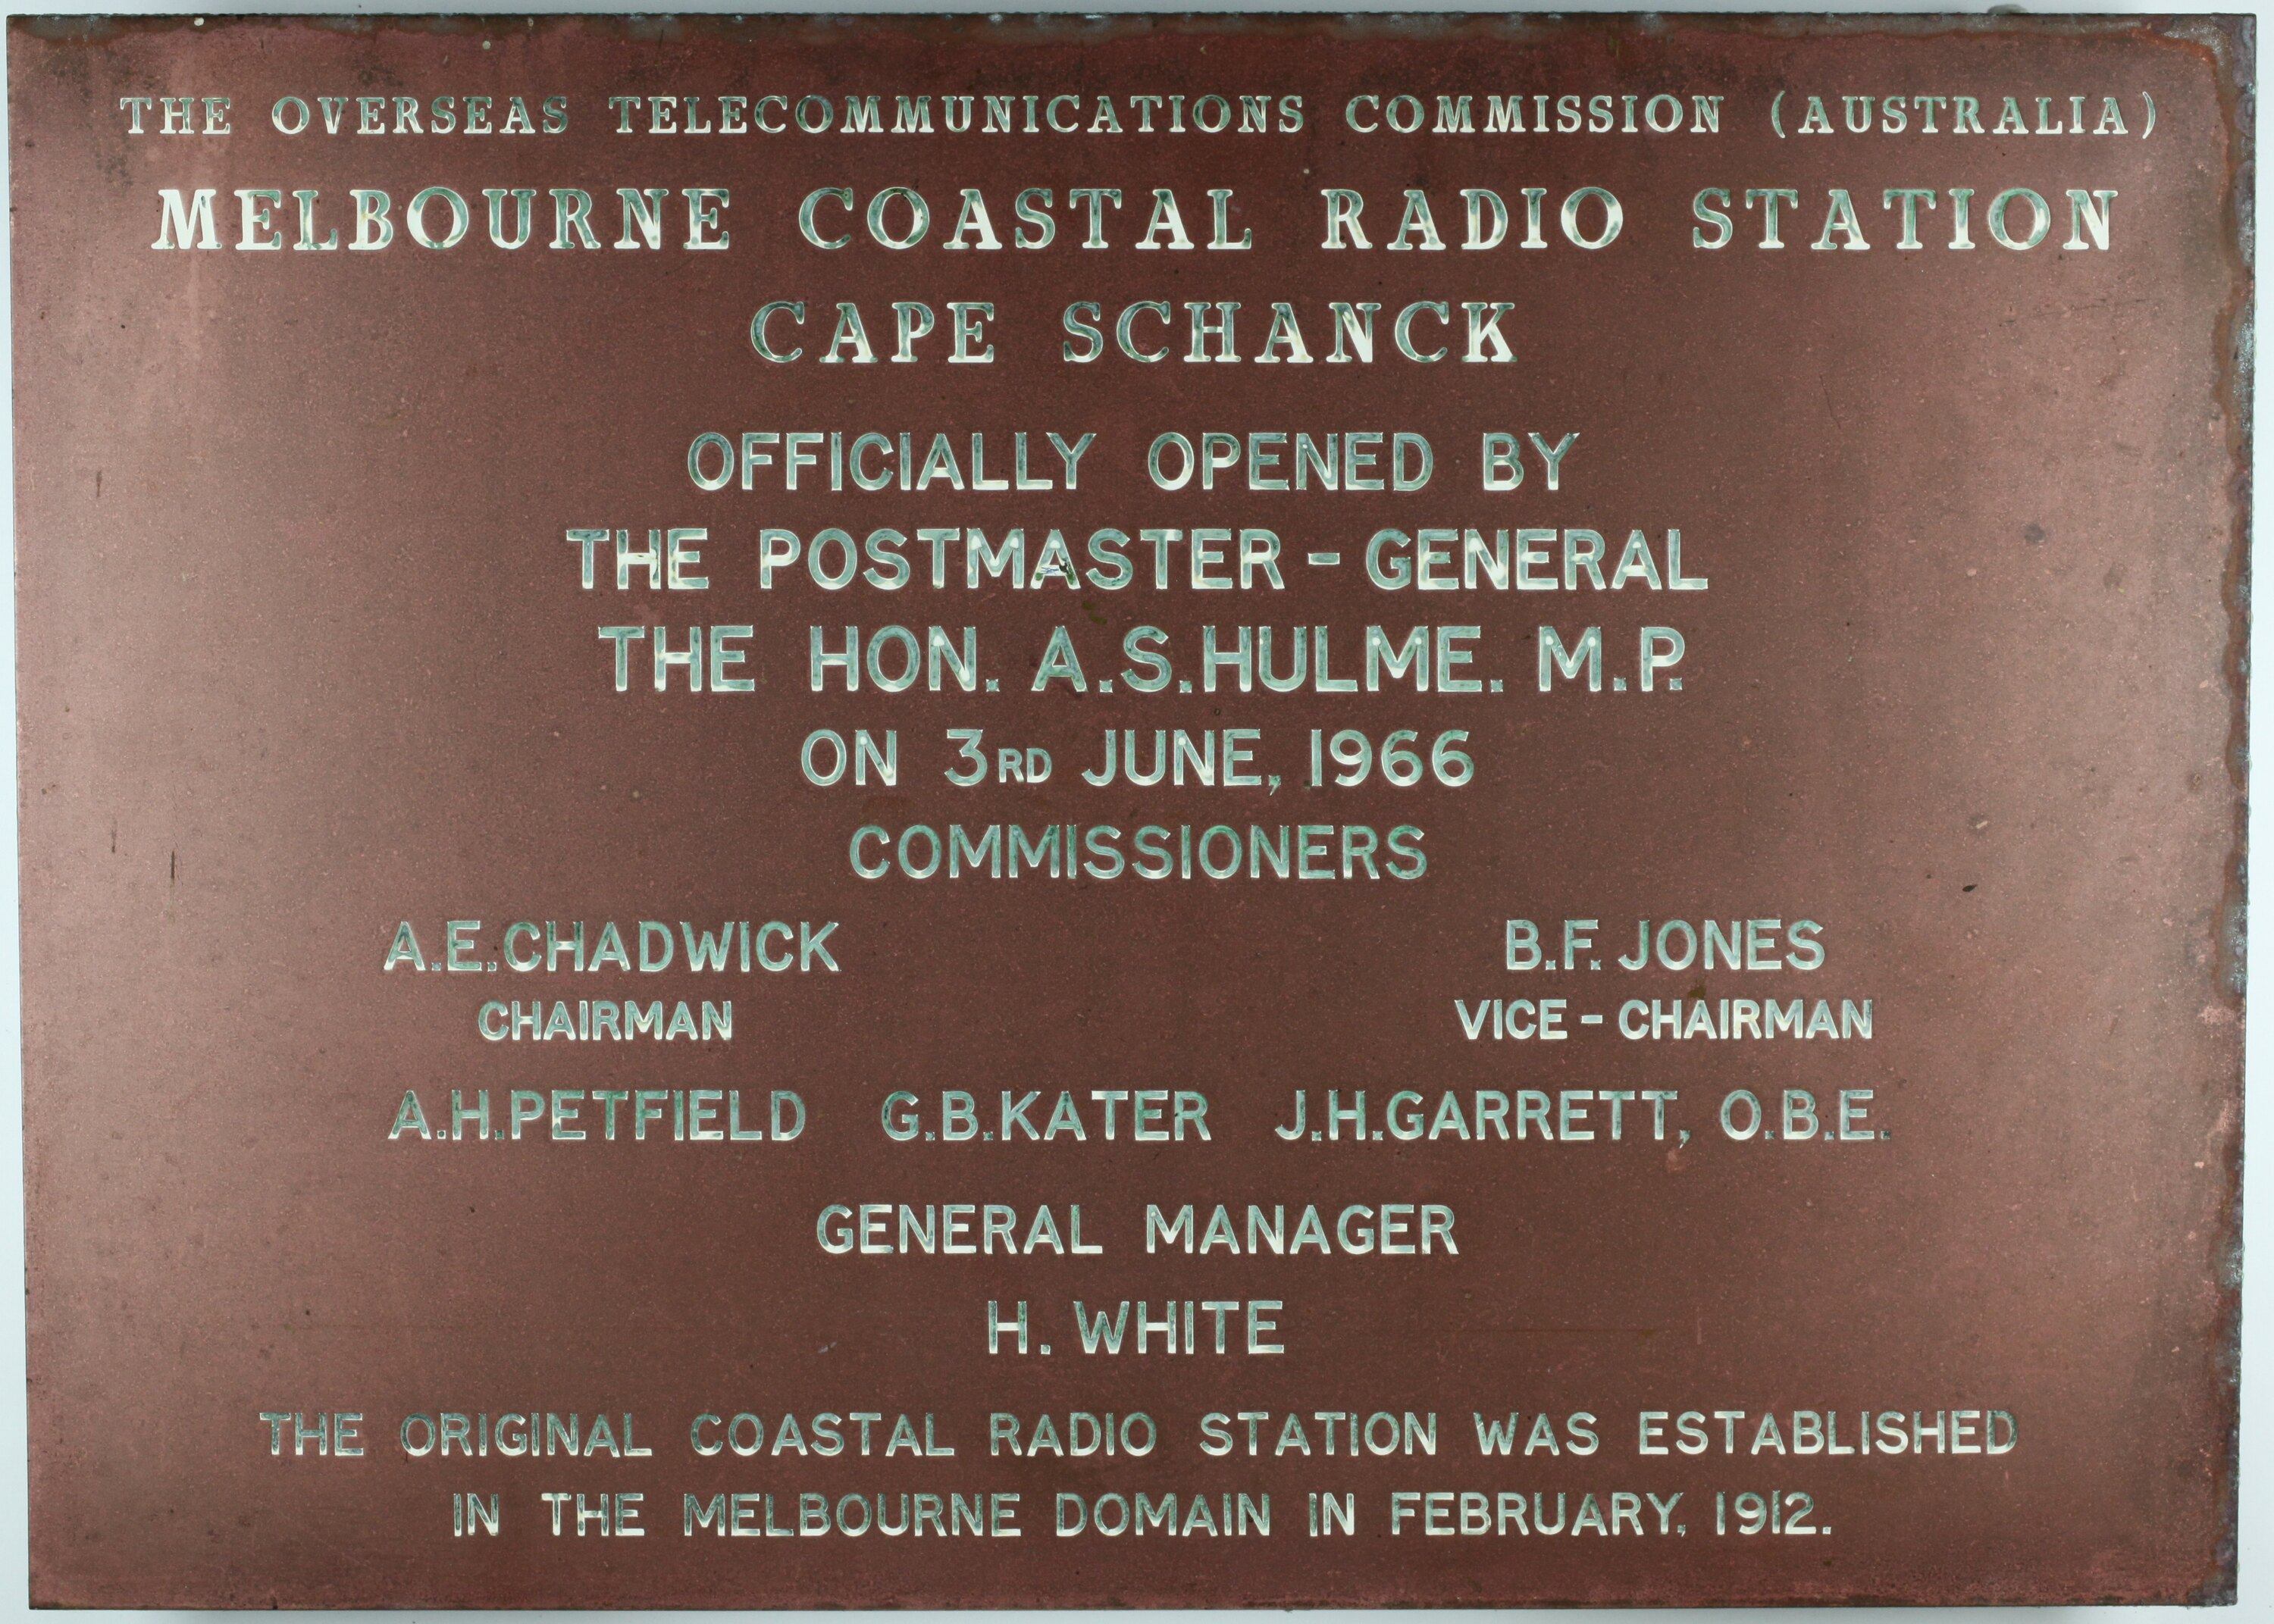 THE OVERSEAS TELECOMMUNICATIONS COMMISSION (AUSTRALIA)
MELBOURNE COASTAL RADIO STATION
CAPE SCHANCK
OFFICIALLY OPENED BY
THE POSTMASTER-GENERAL
THE HON. A.S.HULME. M.P.
ON 3RD JUNE, 1966
COMMISSIONERS
A.E.CHADWICK B.F.JONES
CHAIRMAN VICE-CHAIRMAN
A.H.PETFIELD G.B.KATER J.H.GARRETT, O.B.E.
GENERAL MANAGER
H. WHITE
THE ORIGINAL COASTAL RADIO STATION WAS ESTABLISHED
IN THE MELBOURNE DOMAIN IN FEBRUARY, 1912.